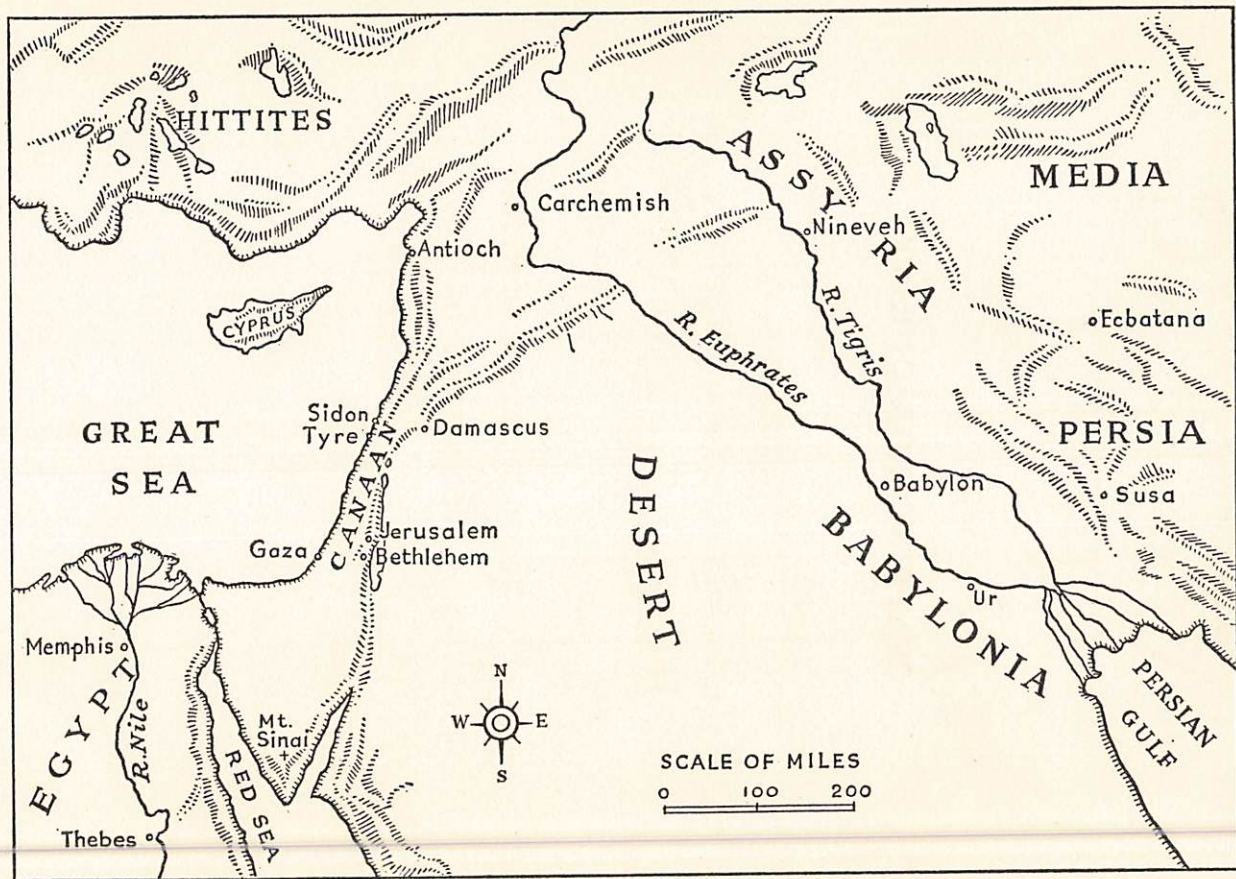 HITTITES
ASSYRIA
MEDIA
Carchemish
Nineveh
Antioch
CYPRUS
R. Tigris
Ecbatana
R. Euphrates
Sidon
Tyre
Damascus
GREAT
SEA
CANAAN
PERSIA
DESERT
Babylon
Susa
Jerusalem
Bethlehem
Gaza
BABYLONIA
Ur
Memphis
EGYPT
R. Nile
Mt.
Sinai
RED SEA
N
W
E
S
PERSIAN
GULF
SCALE OF MILES
0 100 200
Thebes